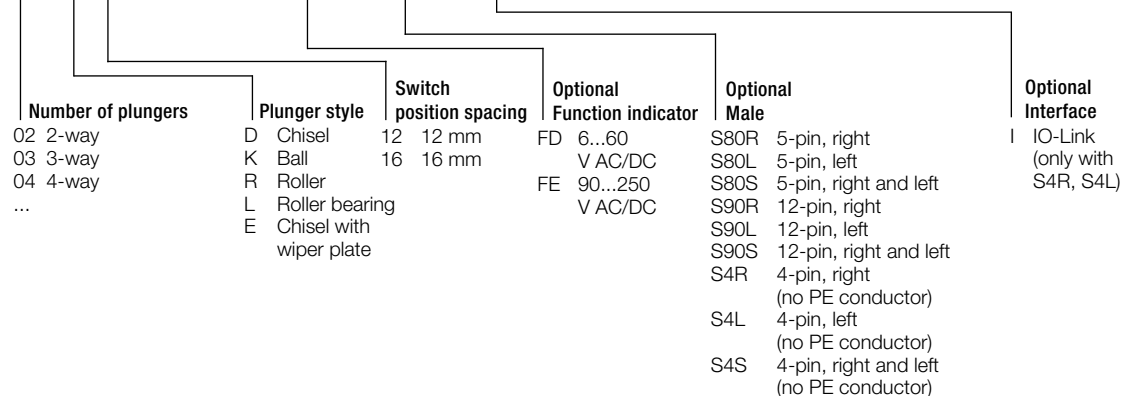 Number of plungers
02 2-way
03 3-way
04 4-way
...
Plunger style
D Chisel
K Ball
R Roller
L Roller bearing
E Chisel with
wiper plate
Switch
position spacing
12 12 mm
16 16 mm
Optional
Function indicator
FD 6...60
V AC/DC
FE 90...250
V AC/DC
Optional
Male
S80R 5-pin, right
S80L 5-pin, left
S80S 5-pin, right and left
S90R 12-pin, right
S90L 12-pin, left
S90S 12-pin, right and left
S4R 4-pin, right
(no PE conductor)
S4L 4-pin, left
(no PE conductor)
S4S 4-pin, right and left
(no PE conductor)
Optional
Interface
I IO-Link
(only with
S4R, S4L)